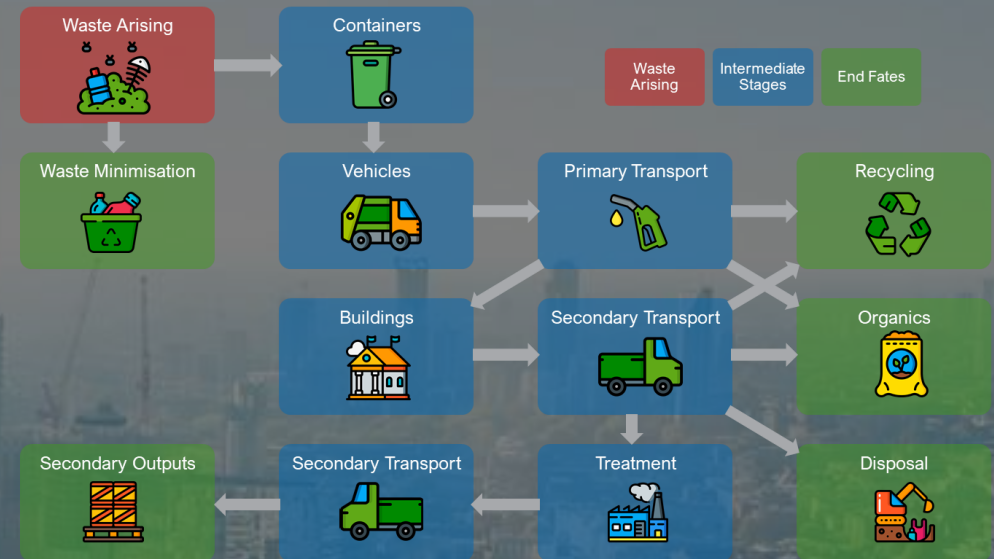 Waste Arising
Containers
Waste
Arising
Intermediate
Stages
End Fates
Waste Minimisation
Vehicles
Primary Transport
Recycling
Buildings
Secondary Transport
Organics
Secondary Outputs
Secondary Transport
Treatment
Disposal